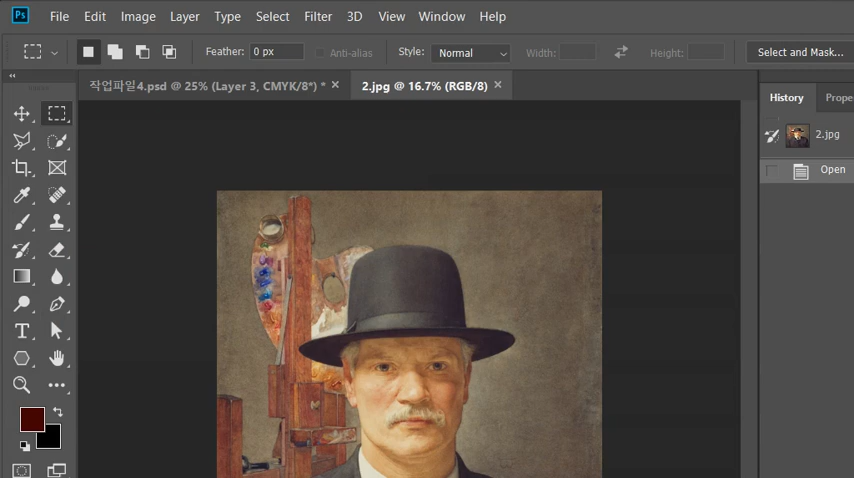 Ps File Edit Image Layer Type Select Filter 3D View Window Help
Feather: 0 px Anti-alias Style: Normal Width: Height: Select and Mask...
작업파일4.psd @ 25% (Layer 3, CMYK/8*) * × 2.jpg @ 16.7% (RGB/8) ×
History Prope
2.jpg
Open